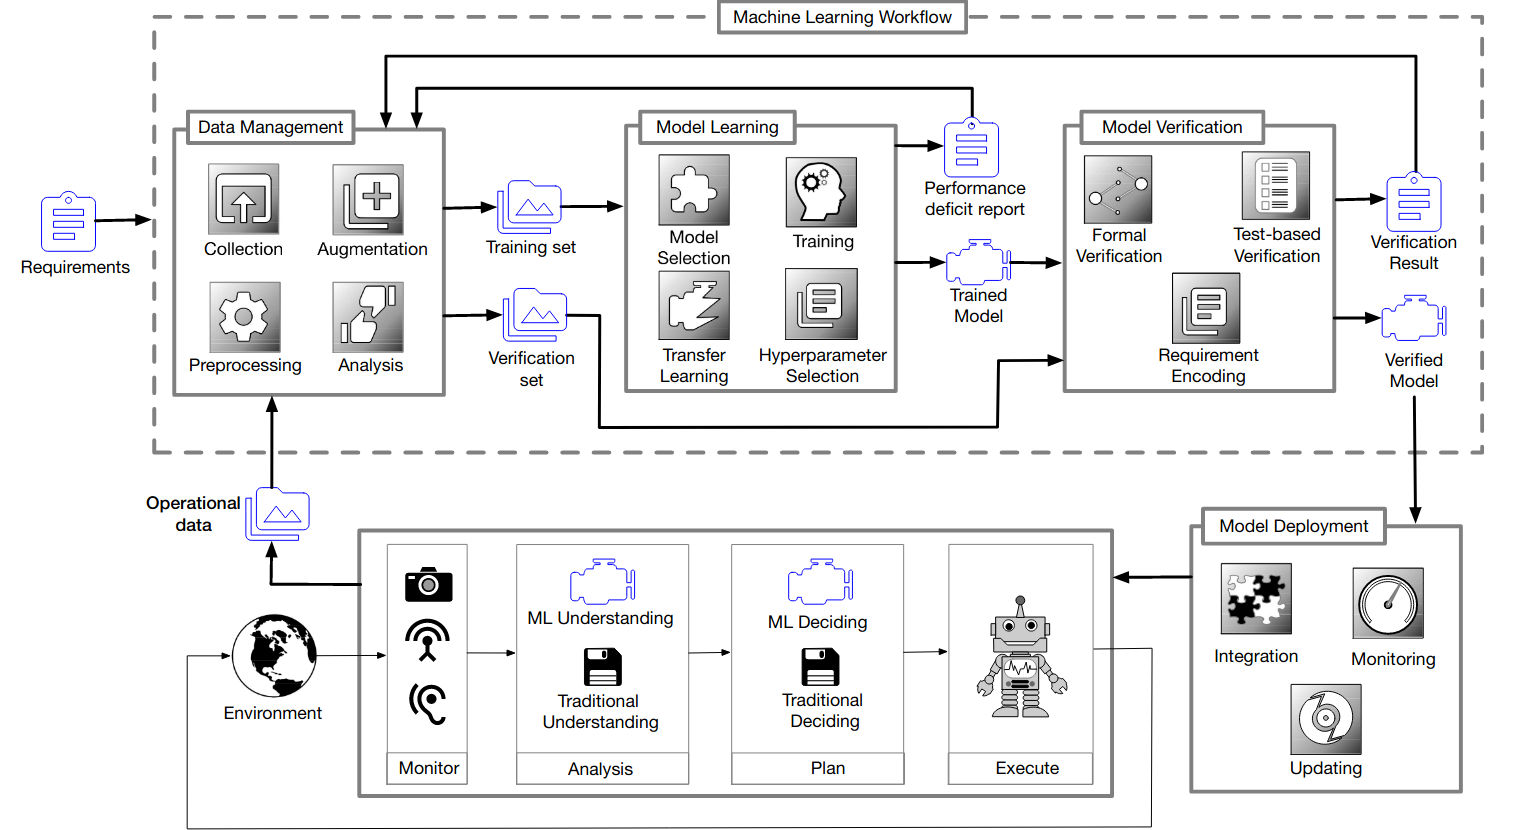 Machine Learning Workflow
Data Management
Collection
Augmentation
Preprocessing
Analysis
Requirements
Training set
Verification
set
Model Learning
Model
Selection
Training
Transfer
Learning
Hyperparameter
Selection
Performance
deficit report
Trained
Model
Model Verification
Formal
Verification
Test-based
Verification
Requirement
Encoding
Verification
Result
Verified
Model
Operational
data
Environment
Monitor
ML Understanding
Traditional
Understanding
Analysis
ML Deciding
Traditional
Deciding
Plan
Execute
Model Deployment
Integration
Monitoring
Updating